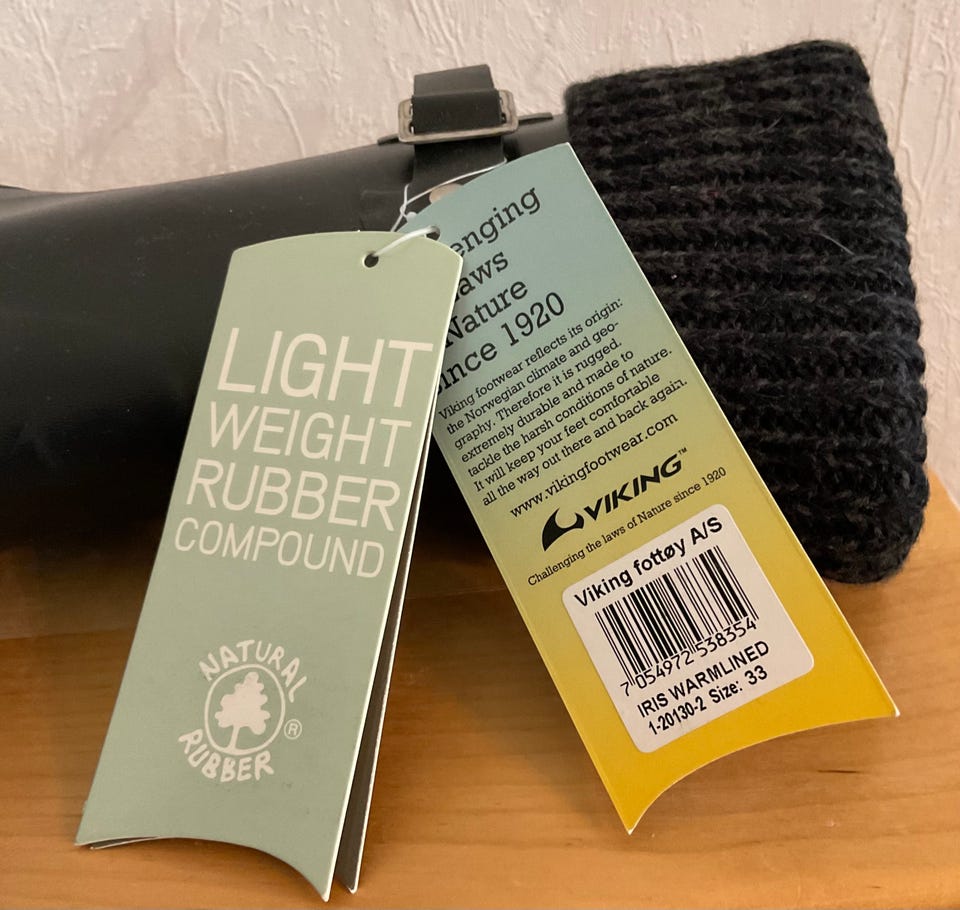 LIGHT
WEIGHT
RUBBER
COMPOUND
NATURAL
RUBBER
®
enging
aws
Nature
ince 1920
Viking footwear reflects its origin:
the Norwegian climate and geo-
graphy. Therefore it is rugged.
extremely durable and made to
tackle the harsh conditions of nature.
It will keep your feet comfortable
all the way out there and back again.
www.vikingfootwear.com
VIKING™
Challenging the laws of Nature since 1920
Viking fottøy A/S
7 054972 538354
IRIS WARMLINED
1-20130-2 Size: 33